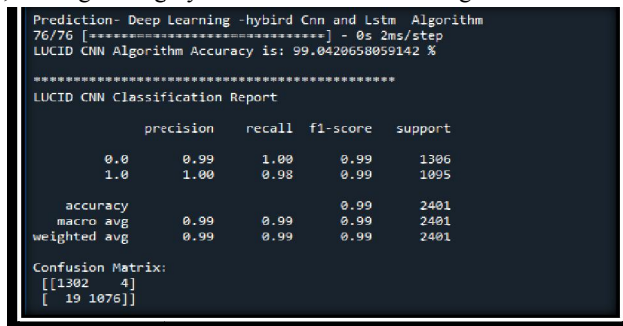 Prediction- Deep Learning -hybird Cnn and Lstm  Algorithm
76/76 [==============================] - 0s 2ms/step
LUCID CNN Algorithm Accuracy is: 99.0420658059142 %
*********************************************
LUCID CNN Classification Report
precision    recall  f1-score   support
0.0       0.99      1.00      0.99      1306
1.0       1.00      0.98      0.99      1095
accuracy                           0.99      2401
macro avg       0.99      0.99      0.99      2401
weighted avg       0.99      0.99      0.99      2401
Confusion Matrix:
[[1302    4]
[  19 1076]]